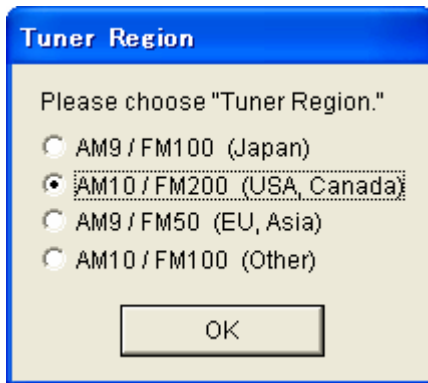 Tuner Region
Please choose "Tuner Region."
AM9 / FM100 (Japan)
AM10 / FM200 (USA, Canada)
AM9 / FM50 (EU, Asia)
AM10 / FM100 (Other)
OK